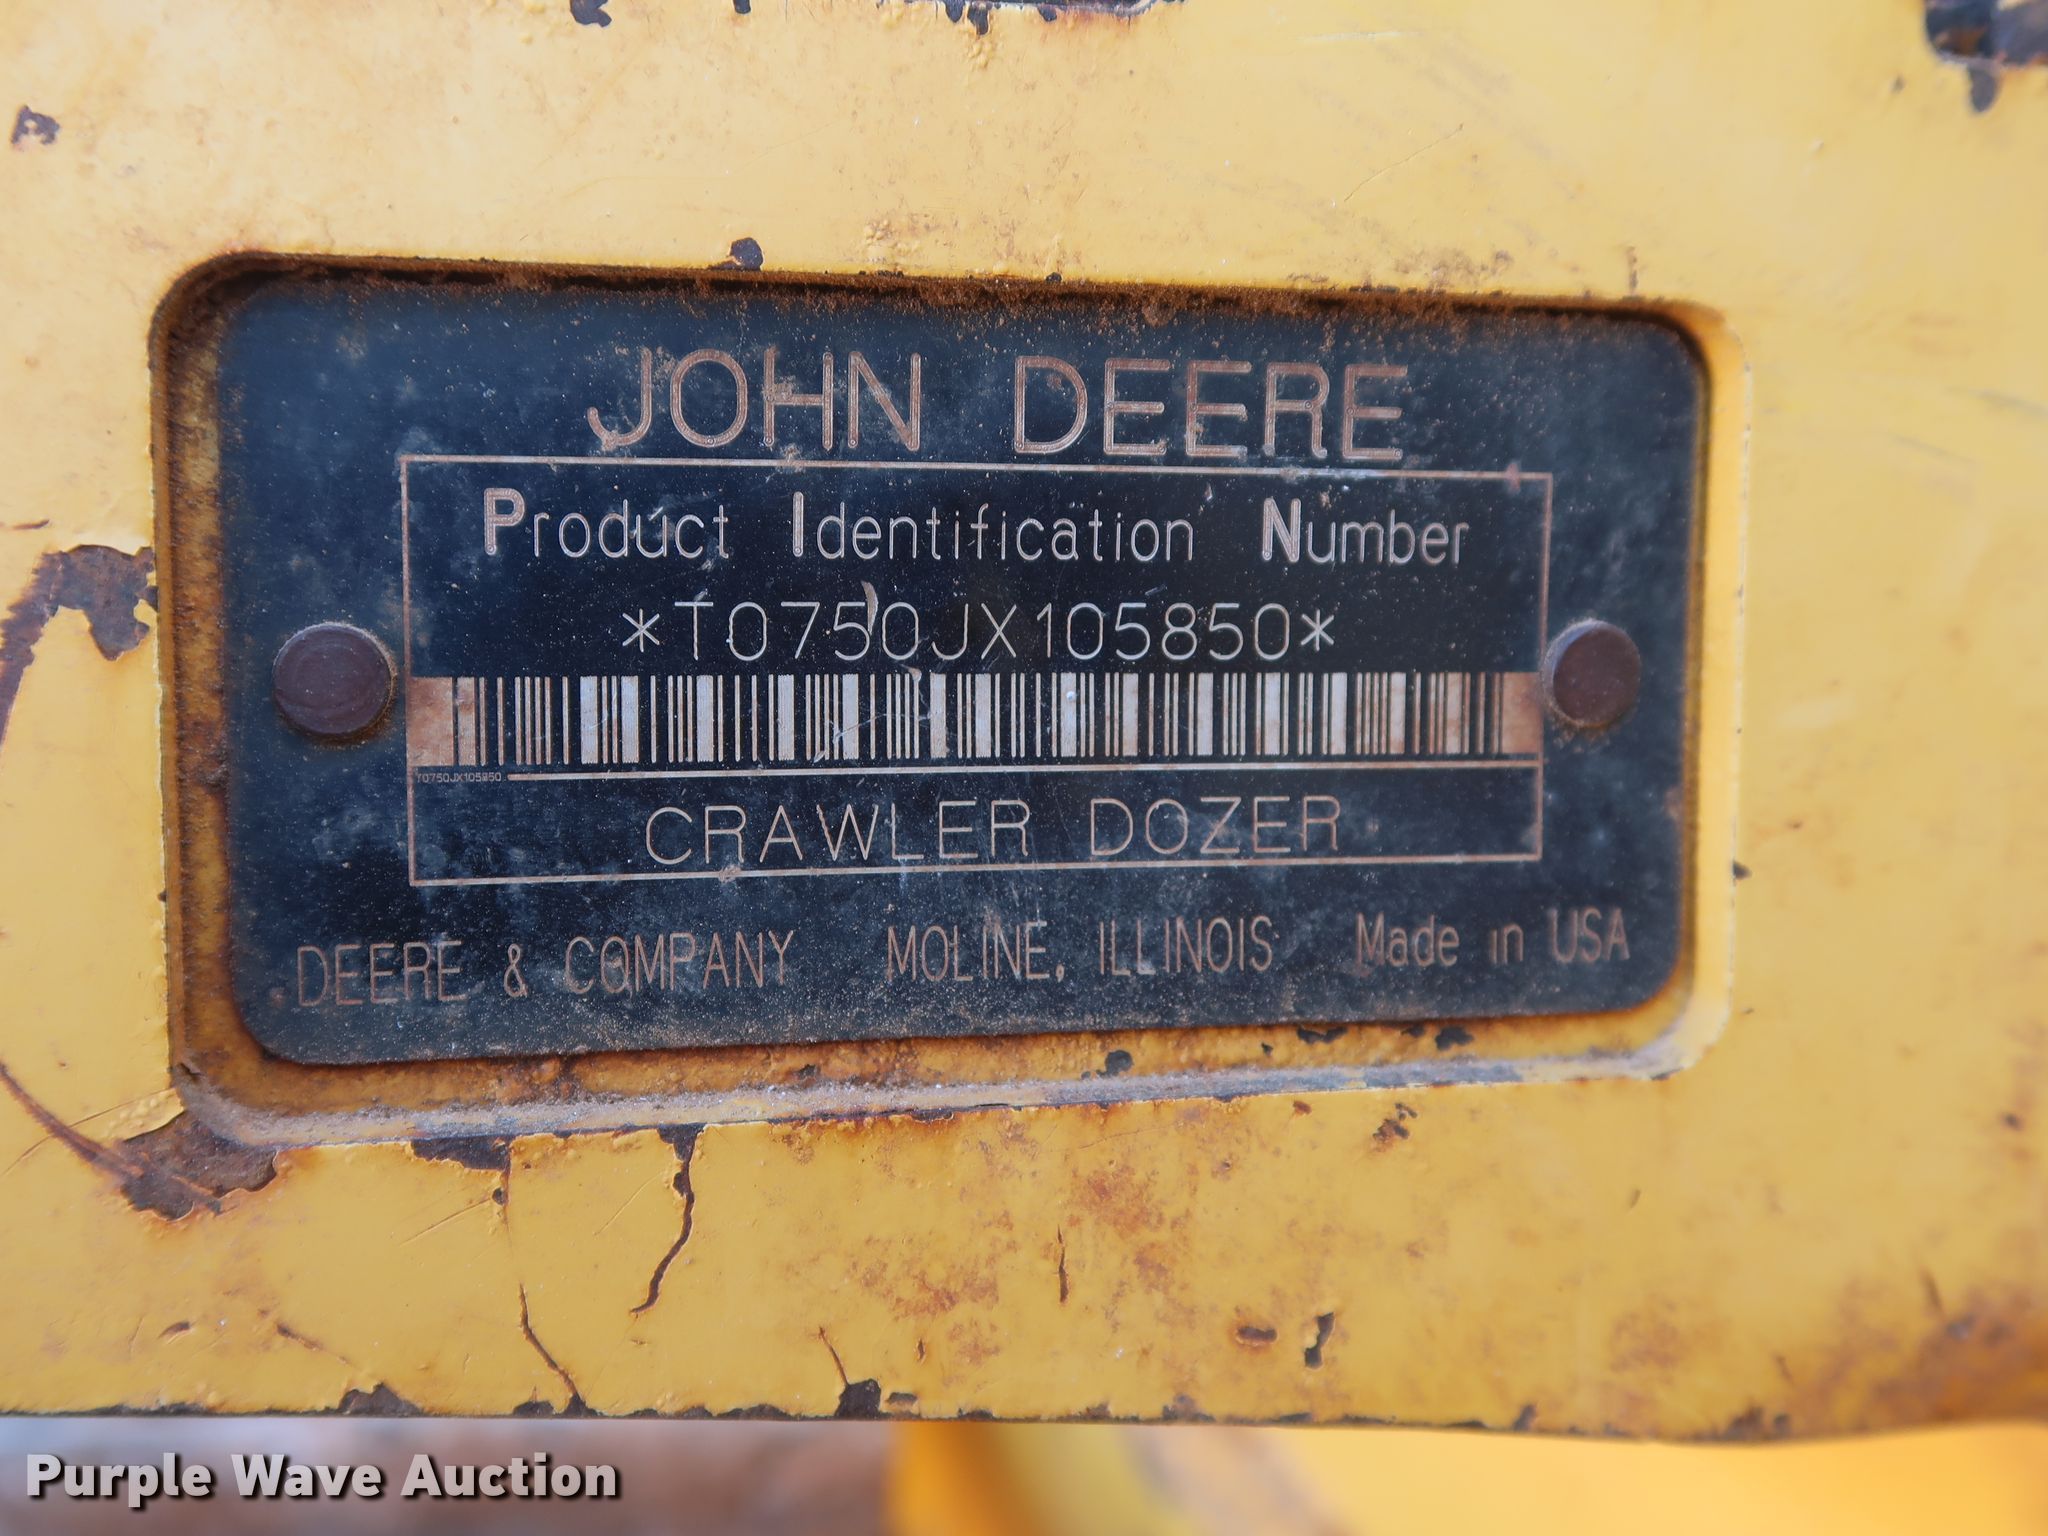 JOHN DEERE
Product Identification Number
*T0750JX105850*
T0750JX105850
CRAWLER DOZER
DEERE & COMPANY MOLINE, ILLINOIS Made in USA
Purple Wave Auction